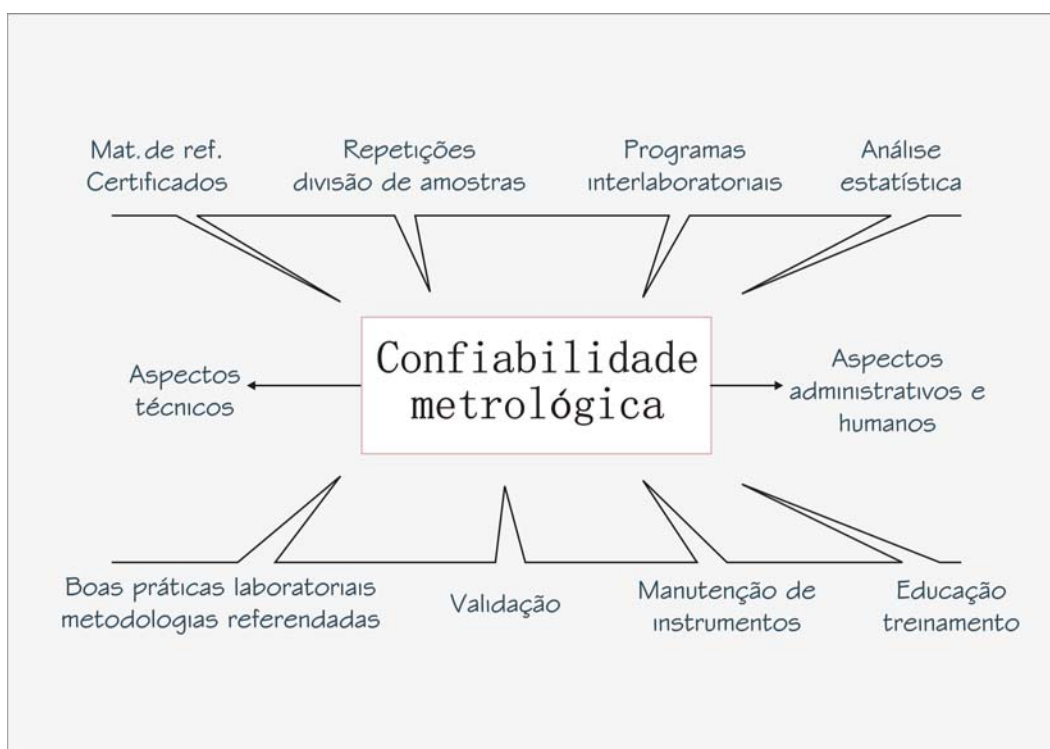 Mat. de ref.
Certificados
Repetições
divisão de amostras
Programas
interlaboratoriais
Análise
estatística
Aspectos
técnicos
Confiabilidade
metrológica
Aspectos
administrativos e
humanos
Boas práticas laboratoriais
metodologias referendadas
Validação
Manutenção de
instrumentos
Educação
treinamento